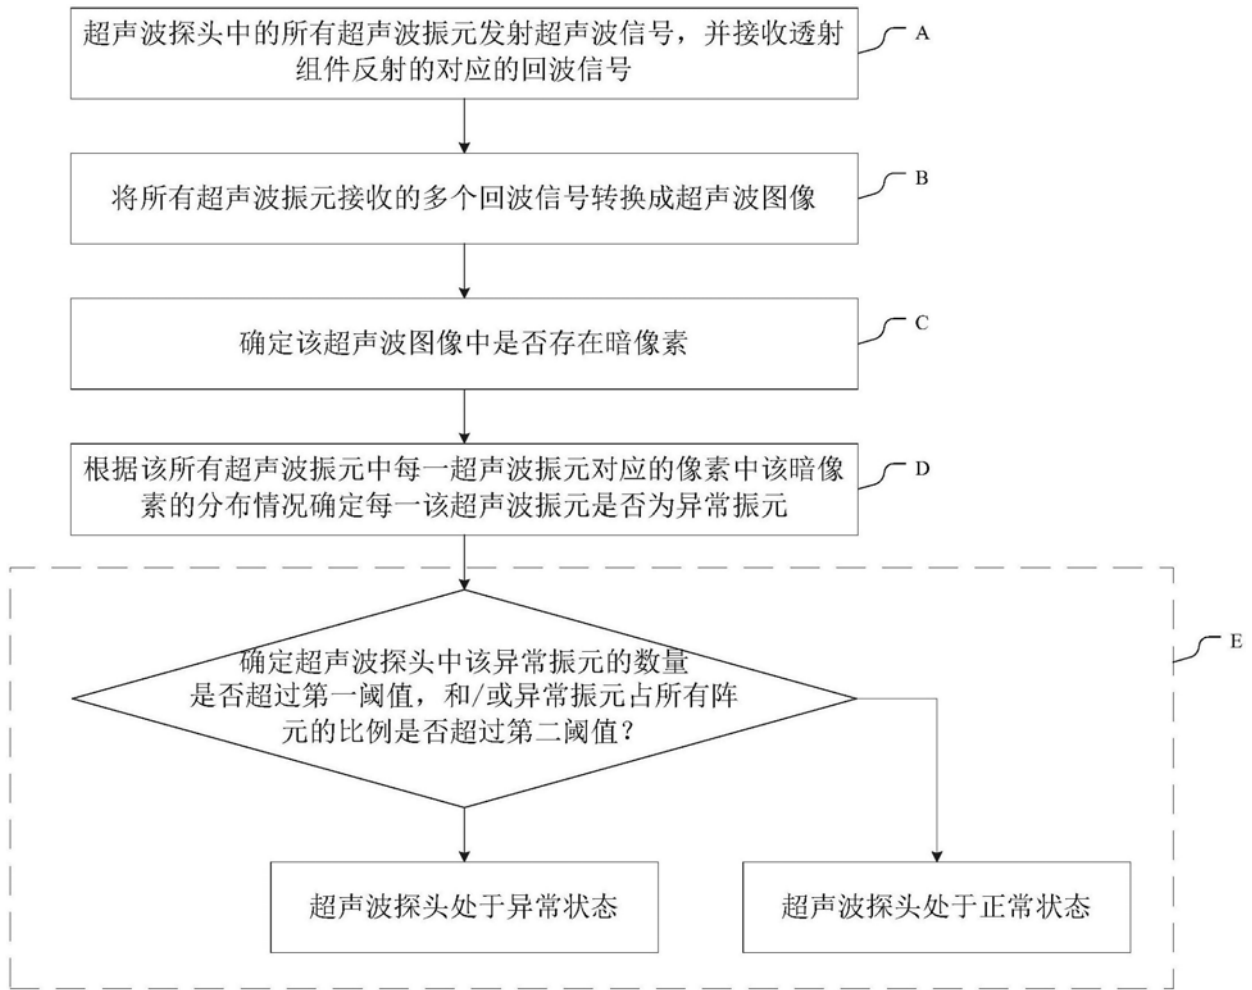 超声波探头中的所有超声波振元发射超声波信号，并接收透射
组件反射的对应的回波信号
A
将所有超声波振元接收的多个回波信号转换成超声波图像
B
确定该超声波图像中是否存在暗像素
C
根据该所有超声波振元中每一超声波振元对应的像素中该暗像
素的分布情况确定每一该超声波振元是否为异常振元
D
确定超声波探头中该异常振元的数量
是否超过第一阈值，和/或异常振元占所有阵
元的比例是否超过第二阈值？
E
超声波探头处于异常状态
超声波探头处于正常状态